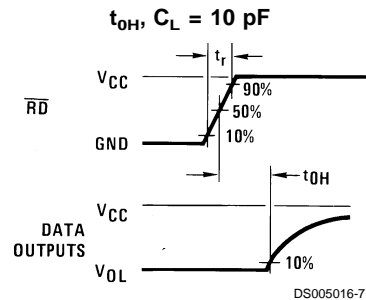 t0H, CL = 10 pF
tr
VCC
90%
50%
10%
RD
GND
t0H
VCC
DATA
OUTPUTS
10%
VOL
DS005016-7